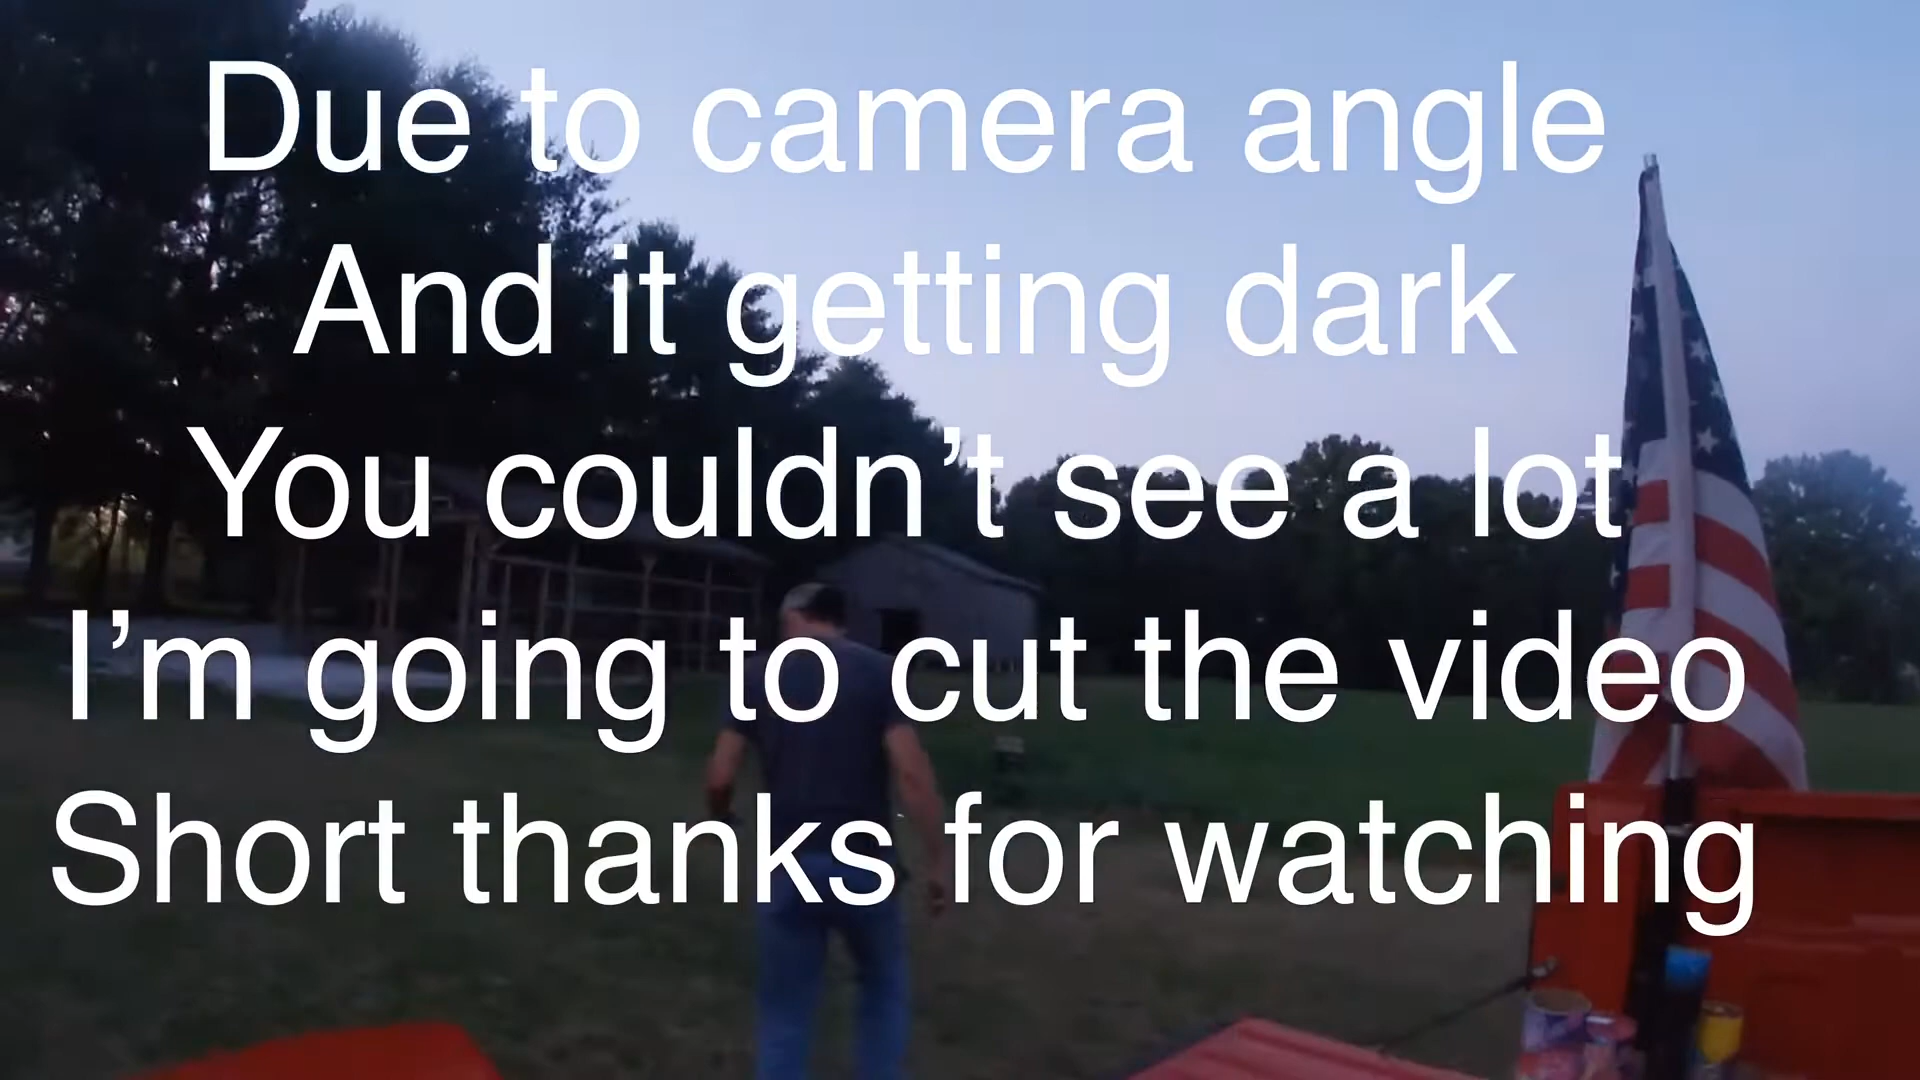 Due to camera angle
And it getting dark
You couldn’t see a lot
I’m going to cut the video
Short thanks for watching